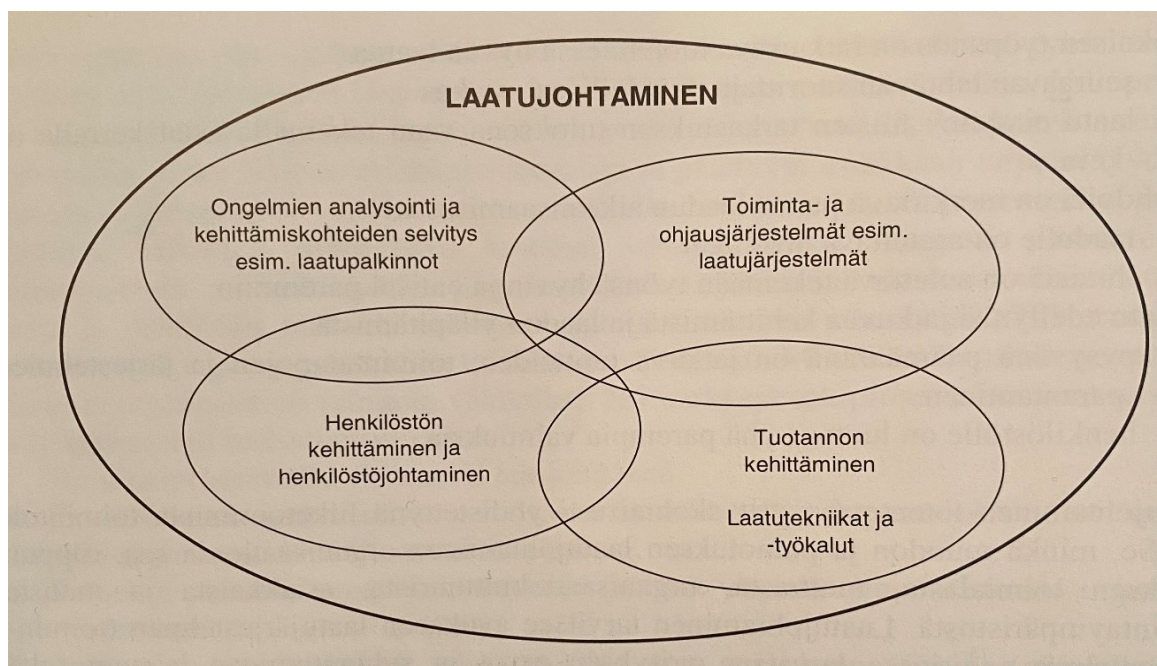 LAATUJOHTAMINEN
Ongelmien analysointi ja
kehittämiskohteiden selvitys
esim. laatupalkinnot
Toiminta- ja
ohjausjärjestelmät esim.
laatujärjestelmät
Henkilöstön
kehittäminen ja
henkilöstöjohtaminen
Tuotannon
kehittäminen
Laatutekniikat ja
-työkalut